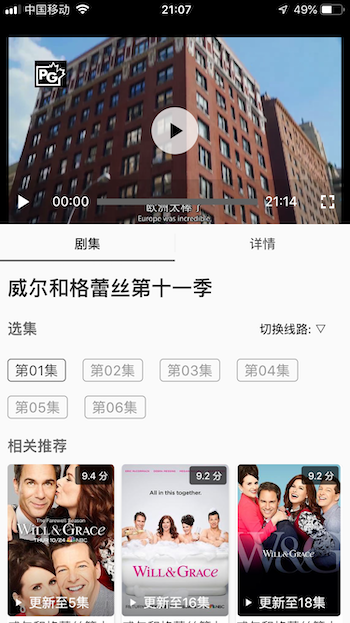 中国移动
21:07
49%
PG
00:00
21:14
欧洲太棒了
Europe was incredible.
剧集
详情
威尔和格蕾丝第十一季
选集
切换线路: ▽
第01集
第02集
第03集
第04集
第05集
第06集
相关推荐
9.4 分
The Farewell Season
WILL & GRACE
THU 10/24 NBC
更新至5集
9.2 分
All in this together.
WILL & GRACE
更新至16集
9.2 分
W&G
WILL & GRACE
更新至18集